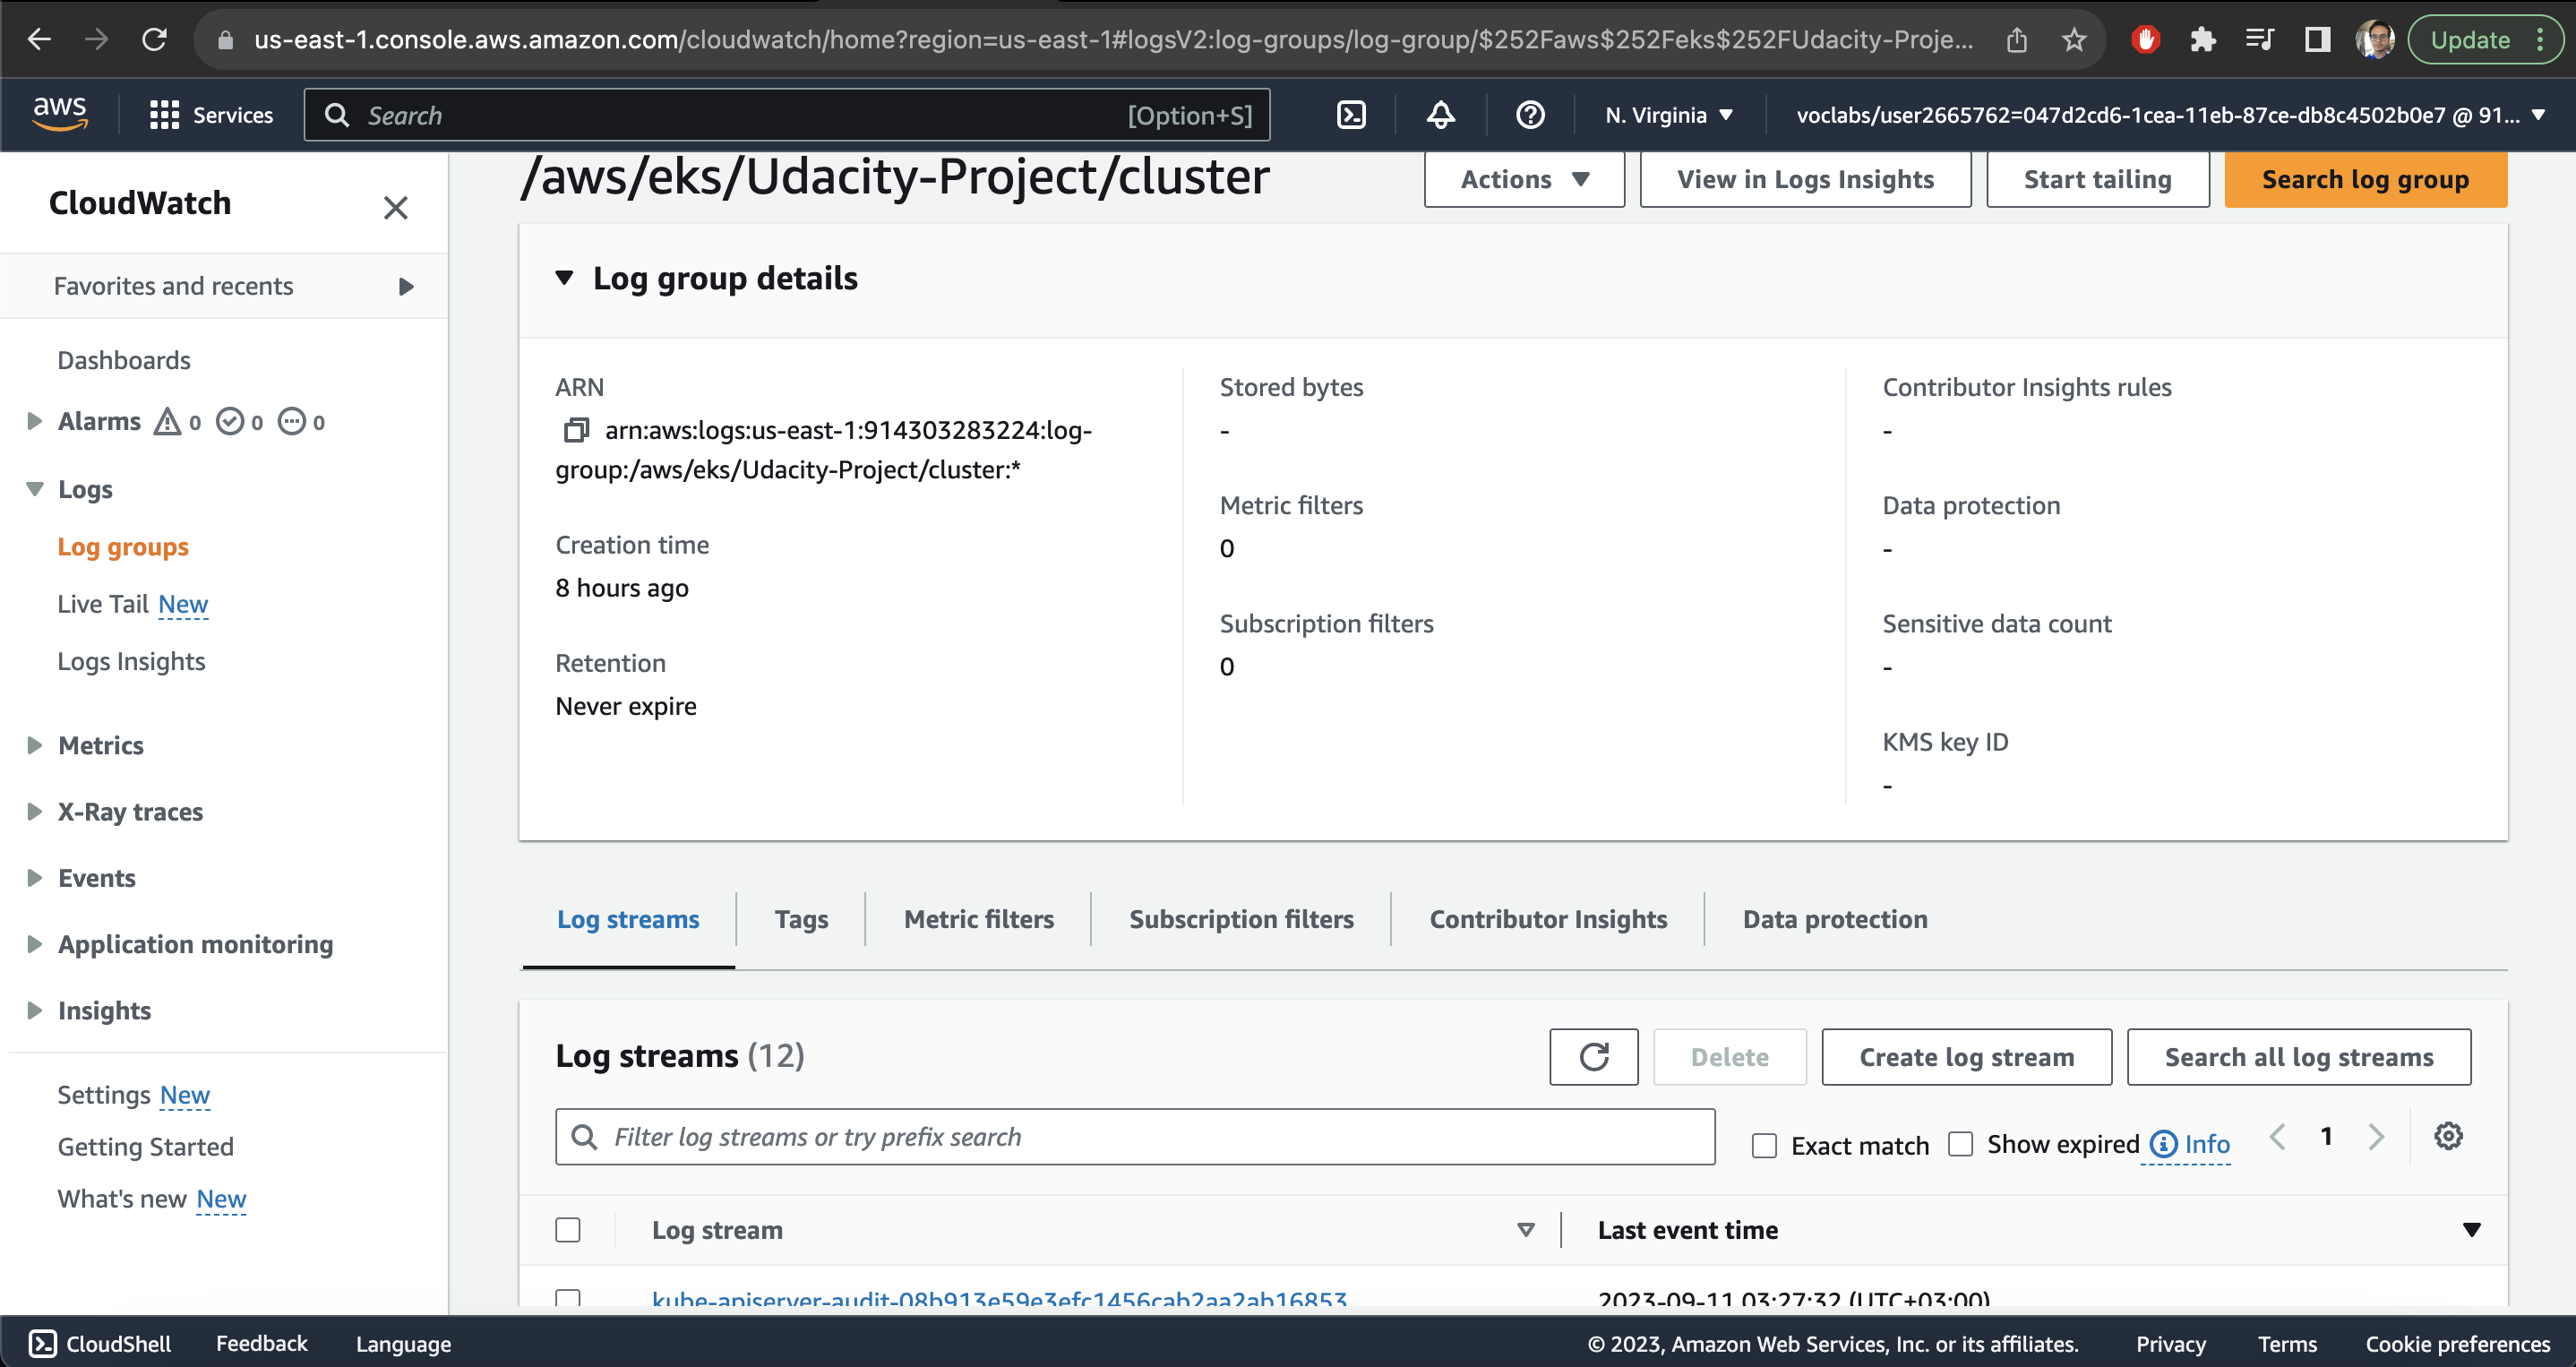 us-east-1.console.aws.amazon.com/cloudwatch/home?region=us-east-1#logsV2:log-groups/log-group/$252Faws$252Feks$252FUdacity-Proje...
Update
aws
Services
Search
[Option+S]
N. Virginia
voclabs/user2665762=047d2cd6-1cea-11eb-87ce-db8c4502b0e7 @ 91...
CloudWatch
Favorites and recents
Dashboards
Alarms 0 0 0
Logs
Log groups
Live Tail New
Logs Insights
Metrics
X-Ray traces
Events
Application monitoring
Insights
Settings New
Getting Started
What's new New
/aws/eks/Udacity-Project/cluster
Actions
View in Logs Insights
Start tailing
Search log group
Log group details
ARN
arn:aws:logs:us-east-1:914303283224:log-
group:/aws/eks/Udacity-Project/cluster:*
Creation time
8 hours ago
Retention
Never expire
Stored bytes
-
Metric filters
0
Subscription filters
0
Contributor Insights rules
-
Data protection
-
Sensitive data count
-
KMS key ID
-
Log streams
Tags
Metric filters
Subscription filters
Contributor Insights
Data protection
Log streams (12)
Delete
Create log stream
Search all log streams
Filter log streams or try prefix search
Exact match
Show expired
Info
1
Log stream
Last event time
kube-apiserver-audit-08b913e59e3efc1456cab2aa2ab16853
2023-09-11 03:27:32 (UTC+03:00)
CloudShell
Feedback
Language
© 2023, Amazon Web Services, Inc. or its affiliates.
Privacy
Terms
Cookie preferences